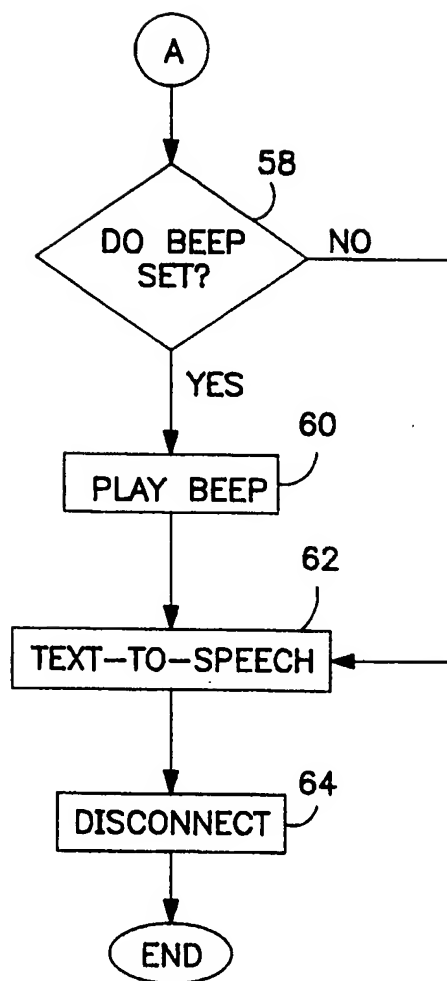 A
58
DO BEEP
SET?
NO
YES
60
PLAY BEEP
62
TEXT-TO-SPEECH
64
DISCONNECT
END